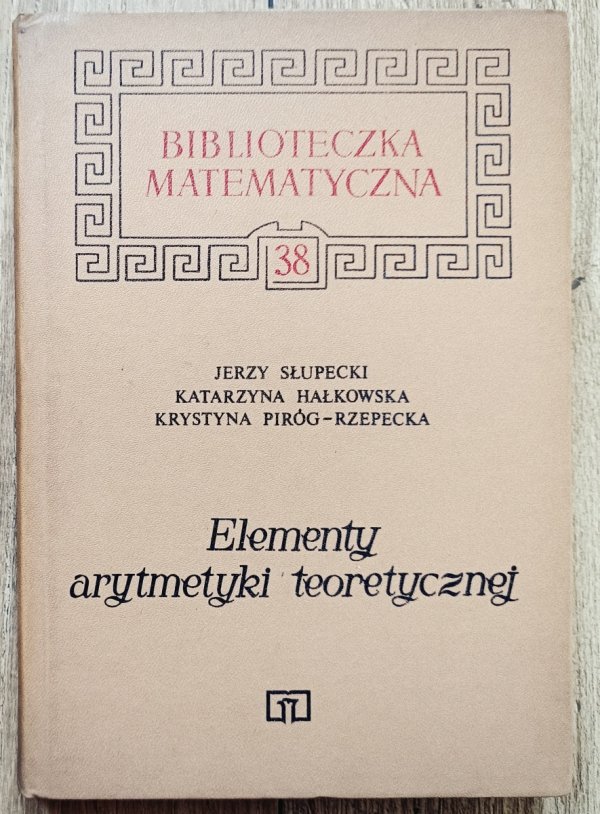 BIBLIOTECZKA
MATEMATYCZNA
38
JERZY SŁUPECKI
KATARZYNA HAŁKOWSKA
KRYSTYNA PIRÓG-RZEPECKA
Elementy
arytmetyki teoretycznej